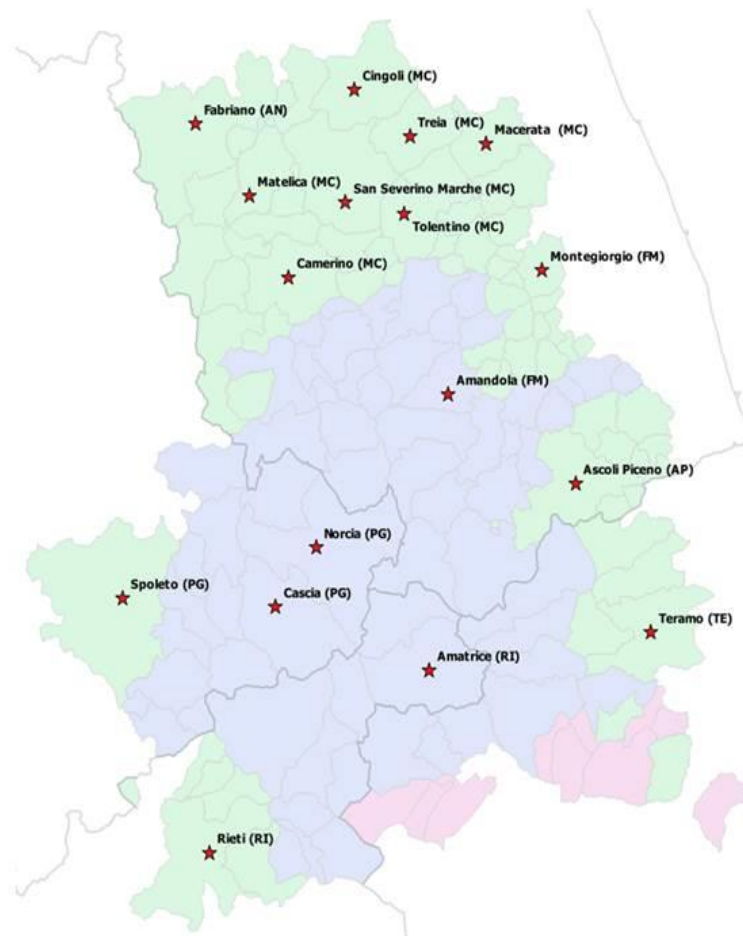 Cingoli (MC)
Fabriano (AN)
Treia (MC)
Macerata (MC)
Matelica (MC)
San Severino Marche (MC)
Tolentino (MC)
Montegiorgio (FM)
Camerino (MC)
Amandola (FM)
Ascoli Piceno (AP)
Norcia (PG)
Spoleto (PG)
Cascia (PG)
Teramo (TE)
Amatrice (RI)
Rieti (RI)